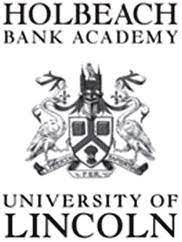 HOLBEACH
BANK ACADEMY
UNIVERSITY OF
LINCOLN